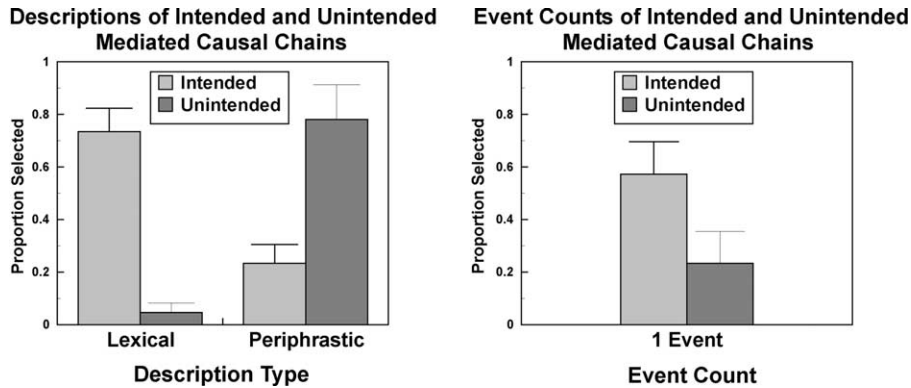 Descriptions of Intended and Unintended
Mediated Causal Chains
1
0.8
0.6
0.4
0.2
0
Proportion Selected
Intended
Unintended
Lexical
Periphrastic
Description Type
Event Counts of Intended and Unintended
Mediated Causal Chains
1
0.8
0.6
0.4
0.2
0
Proportion Selected
Intended
Unintended
1 Event
Event Count